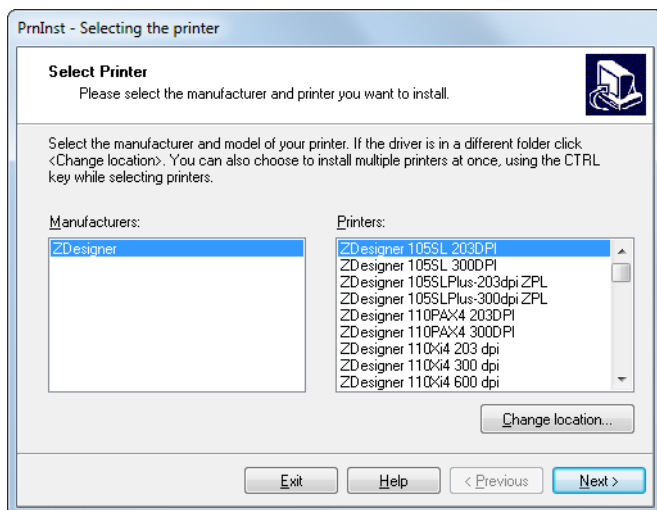 PrnInst - Selecting the printer
Select Printer
Please select the manufacturer and printer you want to install.
Select the manufacturer and model of your printer. If the driver is in a different folder click
<Change location>. You can also choose to install multiple printers at once, using the CTRL
key while selecting printers.
Manufacturers:
ZDesigner
Printers:
ZDesigner 105SL 203DPI
ZDesigner 105SL 300DPI
ZDesigner 105SLPlus-203dpi ZPL
ZDesigner 105SLPlus-300dpi ZPL
ZDesigner 110PAX4 203DPI
ZDesigner 110PAX4 300DPI
ZDesigner 110Xi4 203 dpi
ZDesigner 110Xi4 300 dpi
ZDesigner 110Xi4 600 dpi
Change location...
Exit
Help
< Previous
Next >